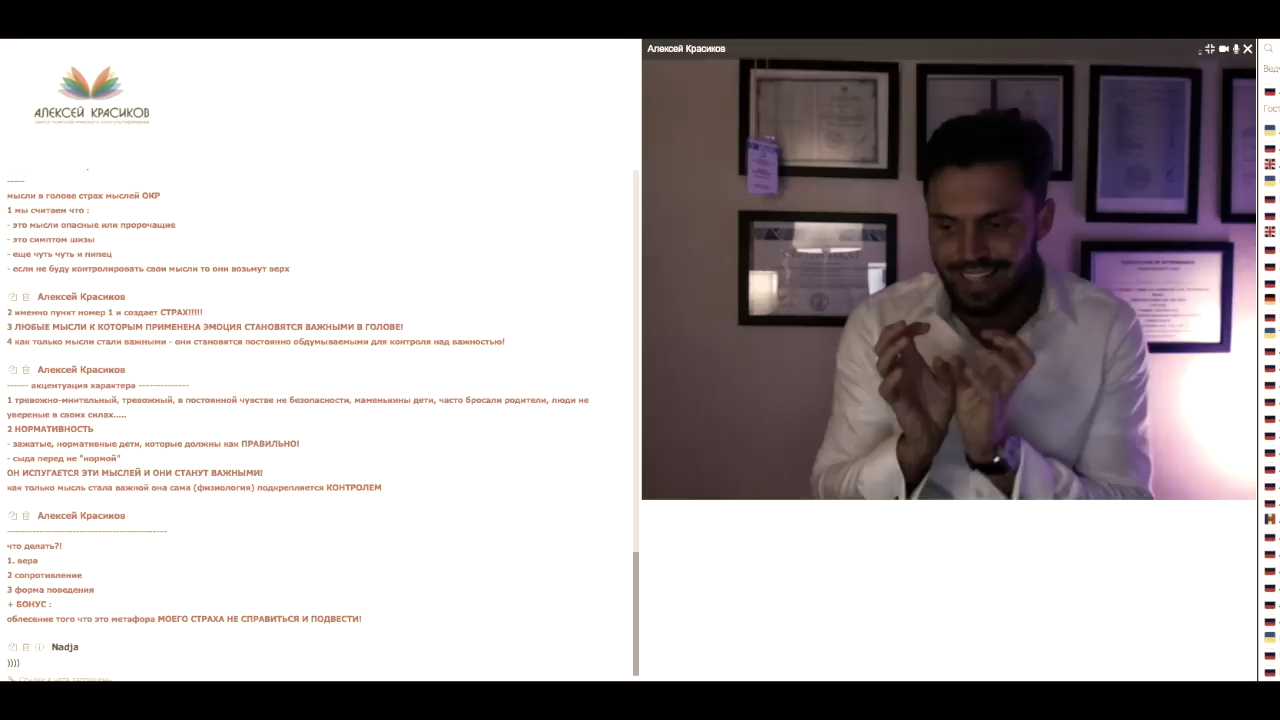 АЛЕКСЕЙ КРАСИКОВ
-----
мысли в голове страх мыслей ОКР
1 мы считаем что :
- это мысли опасные или пророчащие
- это симптом шизы
- еще чуть чуть и пипец
- если не буду контролировать свои мысли то они возьмут верх
Алексей Красиков
2 именно пункт номер 1 и создает СТРАХ!!!!!
3 ЛЮБЫЕ МЫСЛИ К КОТОРЫМ ПРИМЕНЕНА ЭМОЦИЯ СТАНОВЯТСЯ ВАЖНЫМИ В ГОЛОВЕ!
4 как только мысли стали важными - они становятся постоянно обдумываемыми для контроля над важностью!
Алексей Красиков
------ акцентуация характера --------------
1 тревожно-мнительный, тревожный, в постоянной чувстве не безопасности, маменькины дети, часто бросали родители, люди не
увереные в своих силах.....
2 НОРМАТИВНОСТЬ
- зажатые, нормативные дети, которые должны как ПРАВИЛЬНО!
- сыда перед не "нормой"
ОН ИСПУГАЕТСЯ ЭТИ МЫСЛЕЙ И ОНИ СТАНУТ ВАЖНЫМИ!
как только мысль стала важной она сама (физиология) подкрепляется КОНТРОЛЕМ
Алексей Красиков
--------------------------------------------
что делать?!
1. вера
2 сопротивление
3 форма поведения
+ БОНУС :
облесение того что это метафора МОЕГО СТРАХА НЕ СПРАВИТЬСЯ И ПОДВЕСТИ!
Nadja
))))
Алексей Красиков
Вед
Гост